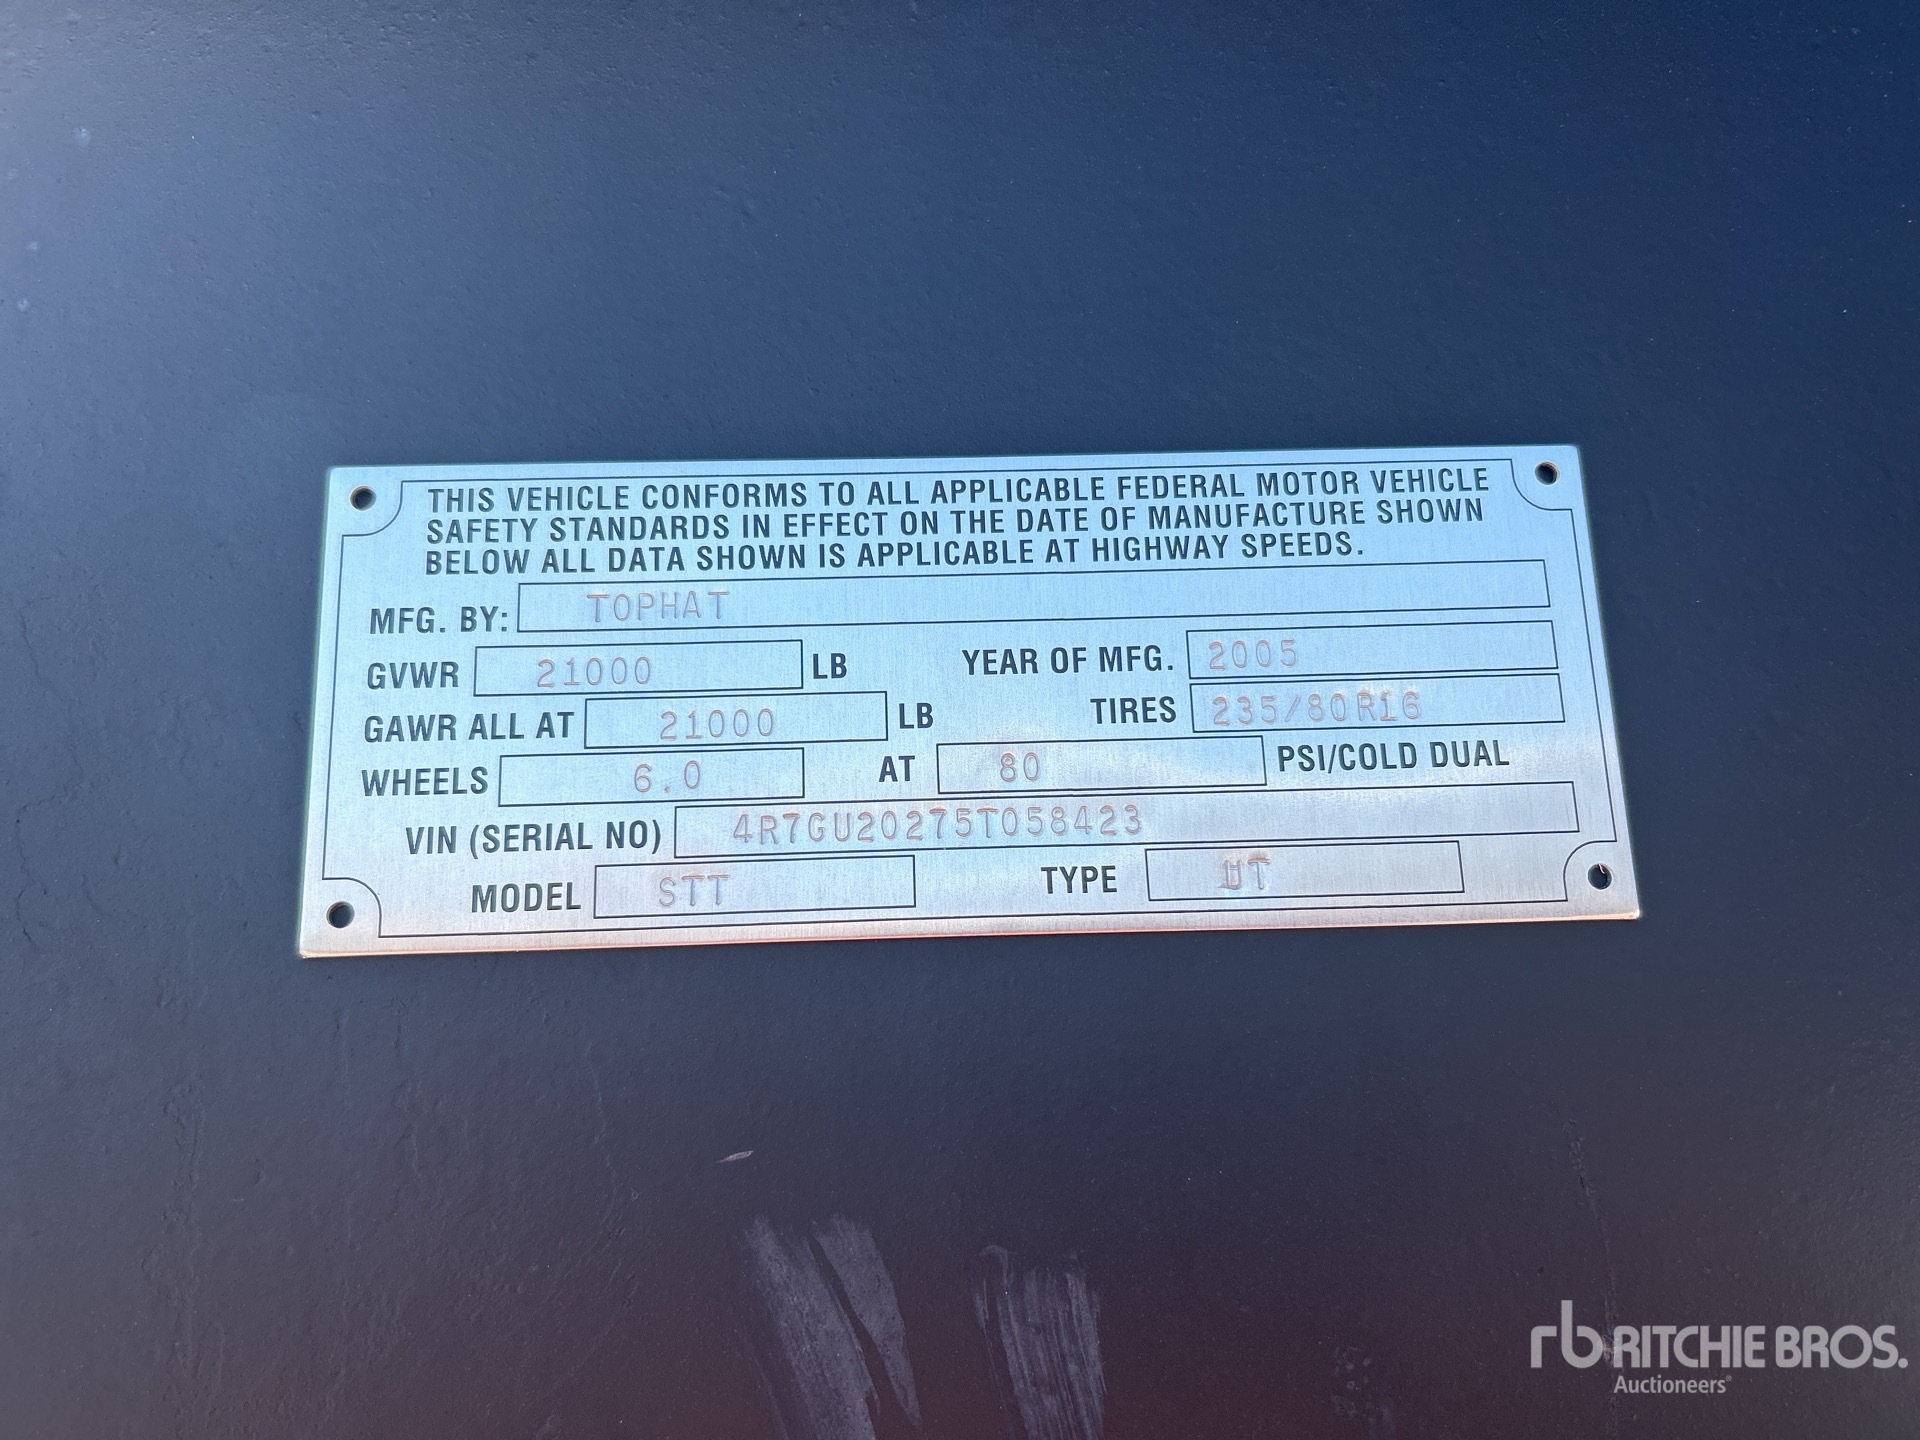 THIS VEHICLE CONFORMS TO ALL APPLICABLE FEDERAL MOTOR VEHICLE
SAFETY STANDARDS IN EFFECT ON THE DATE OF MANUFACTURE SHOWN
BELOW ALL DATA SHOWN IS APPLICABLE AT HIGHWAY SPEEDS.
MFG. BY: TOPHAT
GVWR 21000 LB YEAR OF MFG. 2005
GAWR ALL AT 21000 LB TIRES 235/80R16
WHEELS 6.0 AT 80 PSI/COLD DUAL
VIN (SERIAL NO) 4R7GU20275T058423
MODEL STT TYPE UT
rb RITCHIE BROS.
Auctioneers